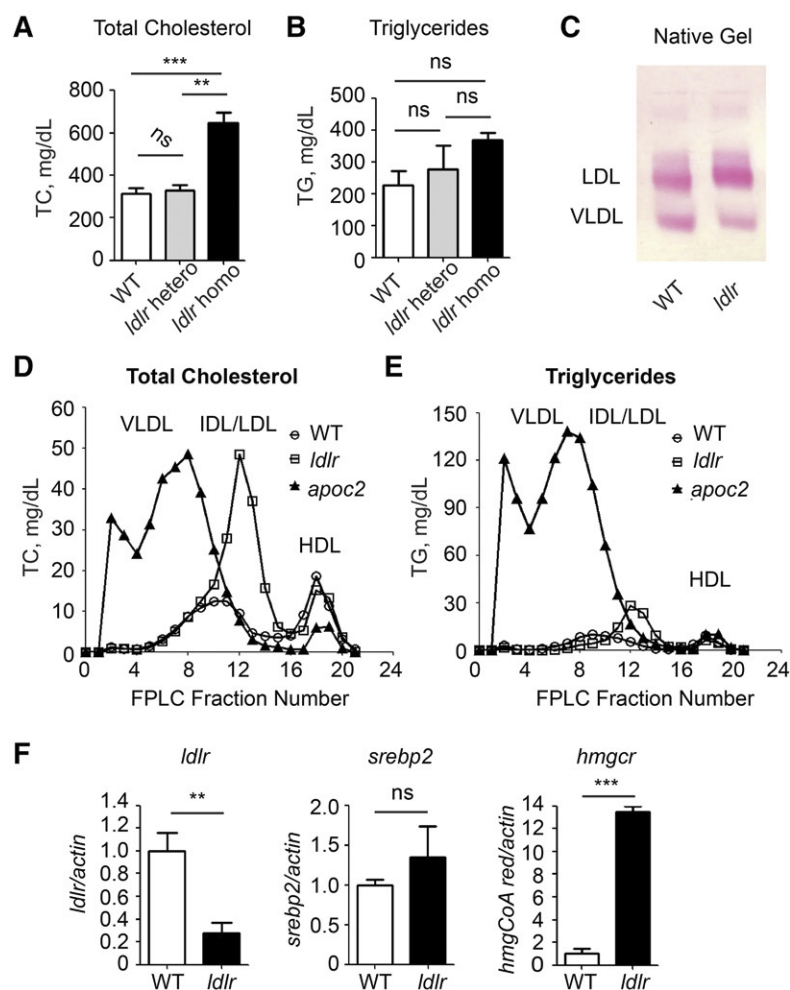 A
Total Cholesterol
***
**
ns
TC, mg/dL
800
600
400
200
0
WT
ldlr hetero
ldlr homo
B
Triglycerides
ns
ns
ns
TG, mg/dL
500
400
300
200
100
0
WT
ldlr hetero
ldlr homo
C
Native Gel
LDL
VLDL
WT
ldlr
D
Total Cholesterol
VLDL
IDL/LDL
HDL
WT
ldlr
apoc2
TC, mg/dL
60
50
40
30
20
10
0
0 4 8 12 16 20 24
FPLC Fraction Number
E
Triglycerides
VLDL
IDL/LDL
HDL
WT
ldlr
apoc2
TG, mg/dL
150
120
90
60
30
0
0 4 8 12 16 20 24
FPLC Fraction Number
F
ldlr
**
ldlr/actin
1.4
1.2
1.0
0.8
0.6
0.4
0.2
0
WT ldlr
srebp2
ns
srebp2/actin
2.0
1.5
1.0
0.5
0
WT ldlr
hmgcr
***
hmgCoA red/actin
14
12
10
8
6
4
2
0
WT ldlr